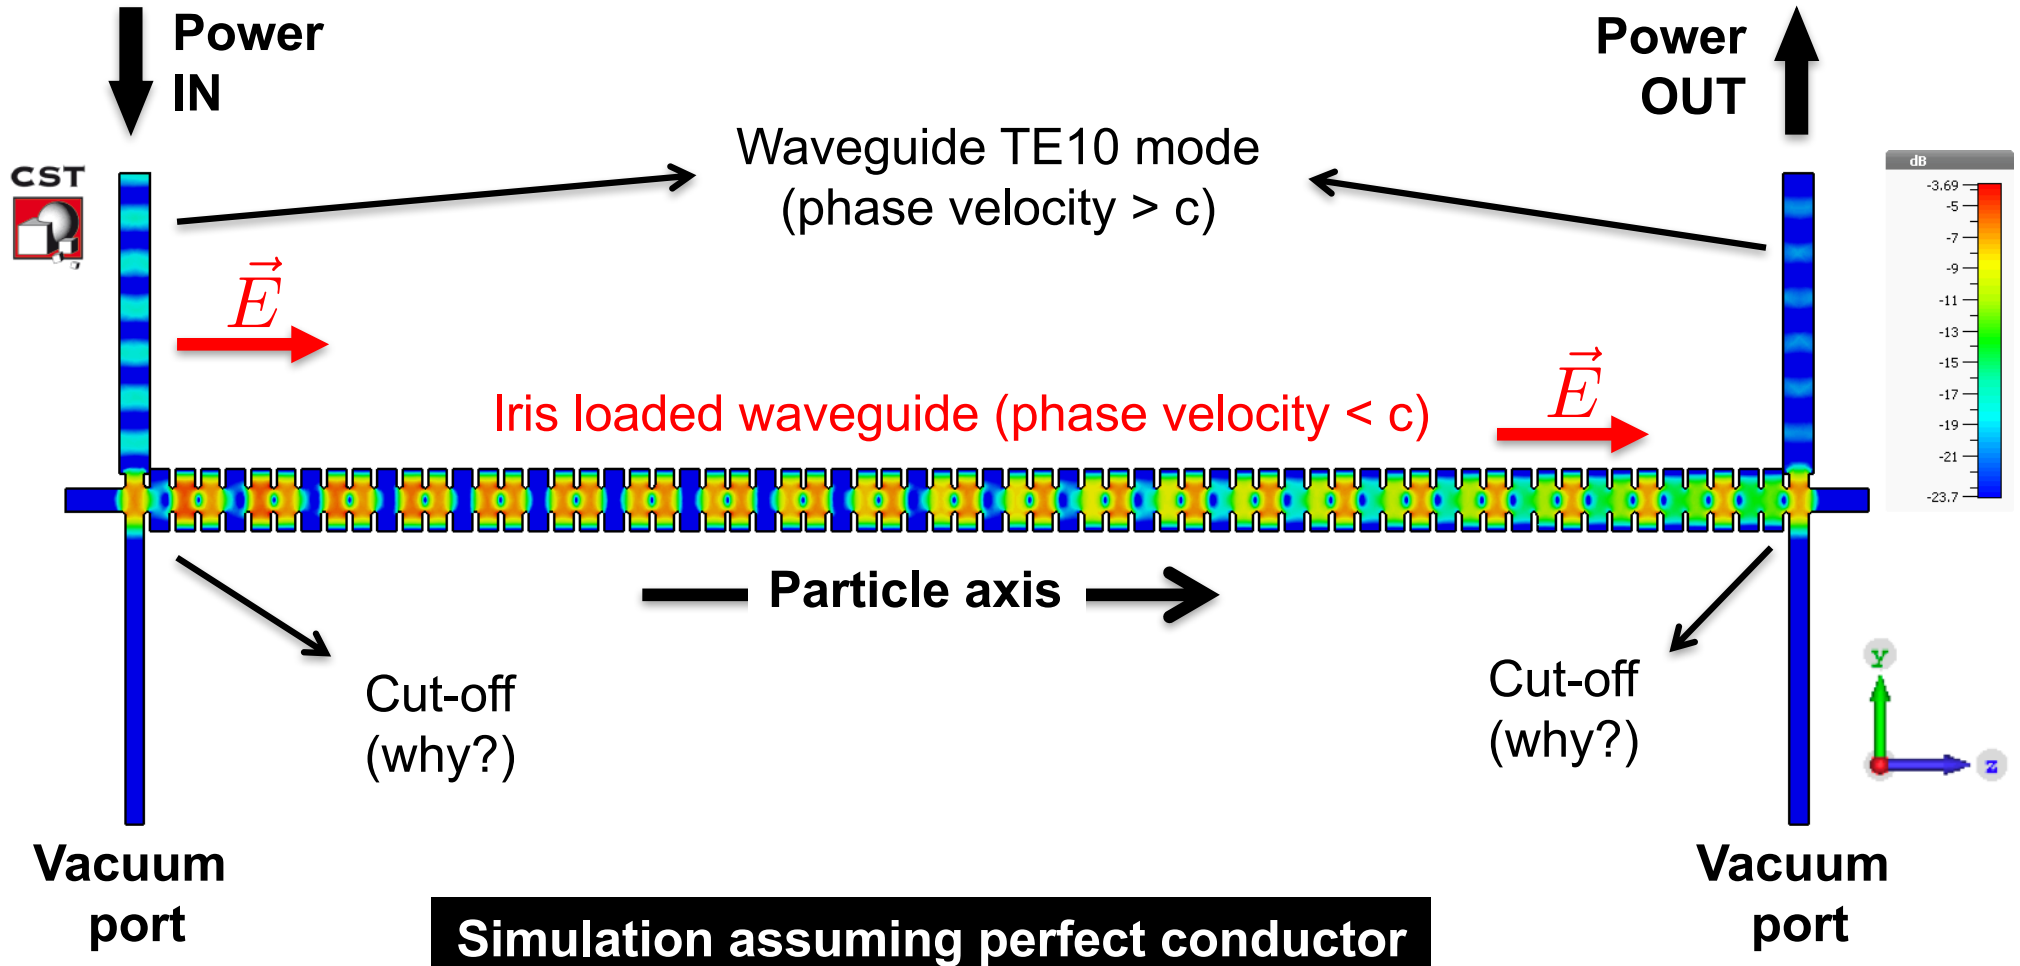 Power
IN
Power
OUT
Waveguide TE10 mode
(phase velocity > c)
CST
dB
-3.69
-5
-7
-9
-11
-13
-15
-17
-19
-21
-23.7
E
E
Iris loaded waveguide (phase velocity < c)
Particle axis
Cut-off
(why?)
Cut-off
(why?)
y
z
Vacuum
port
Vacuum
port
Simulation assuming perfect conductor